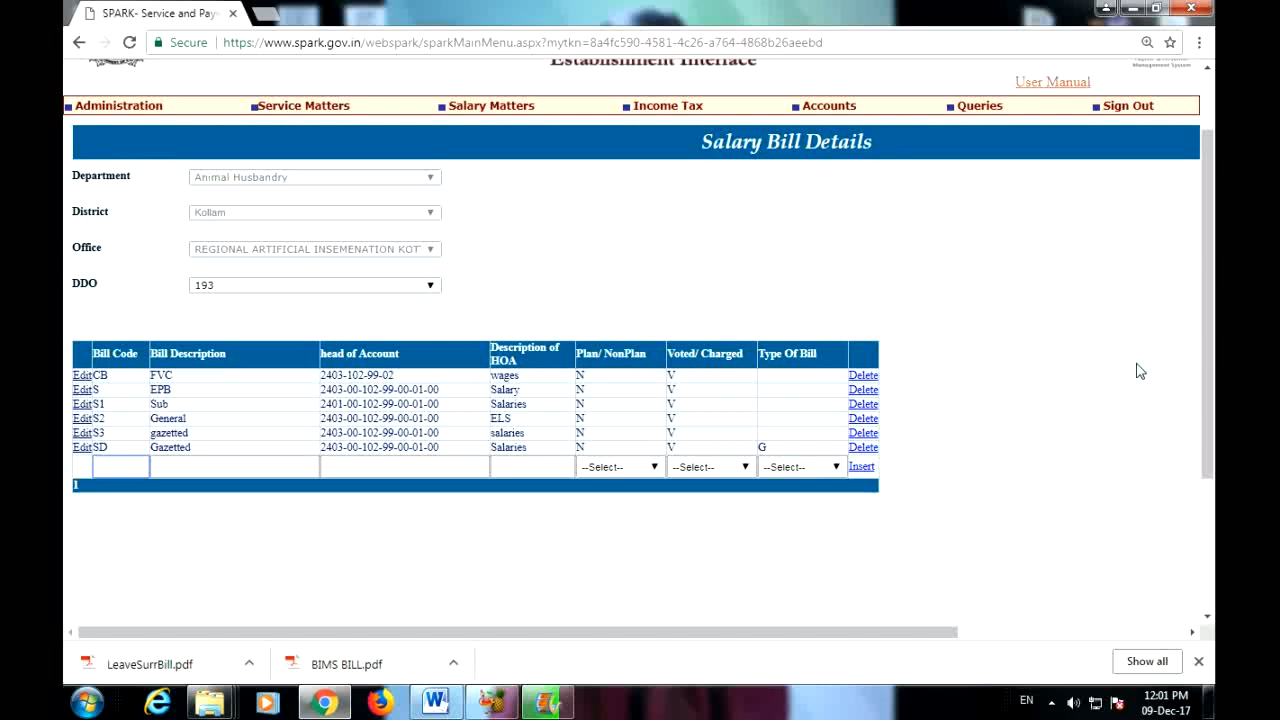 SPARK- Service and Pay
Secure https://www.spark.gov.in/webspark/sparkMainMenu.aspx?mytkn=8a4fc590-4581-4c26-a764-4868b26aeebd
Establishment Interface
Management System
User Manual
Administration Service Matters Salary Matters Income Tax Accounts Queries Sign Out
Salary Bill Details
Department Animal Husbandry
District Kollam
Office REGIONAL ARTIFICIAL INSEMENATION KOT
DDO 193
Bill Code Bill Description head of Account Description of HOA Plan/ NonPlan Voted/ Charged Type Of Bill
Edit CB FVC 2403-102-99-02 wages N V Delete
Edit S EPB 2403-00-102-99-00-01-00 Salary N V Delete
Edit S1 Sub 2401-00-102-99-00-01-00 Salaries N V Delete
Edit S2 General 2403-00-102-99-00-01-00 ELS N V Delete
Edit S3 gazetted 2403-00-102-99-00-01-00 salaries N V Delete
Edit SD Gazetted 2403-00-102-99-00-01-00 Salaries N V G Delete
--Select-- --Select-- --Select-- Insert
1
LeaveSurrBill.pdf BIMS BILL.pdf Show all
EN 12:01 PM
09-Dec-17